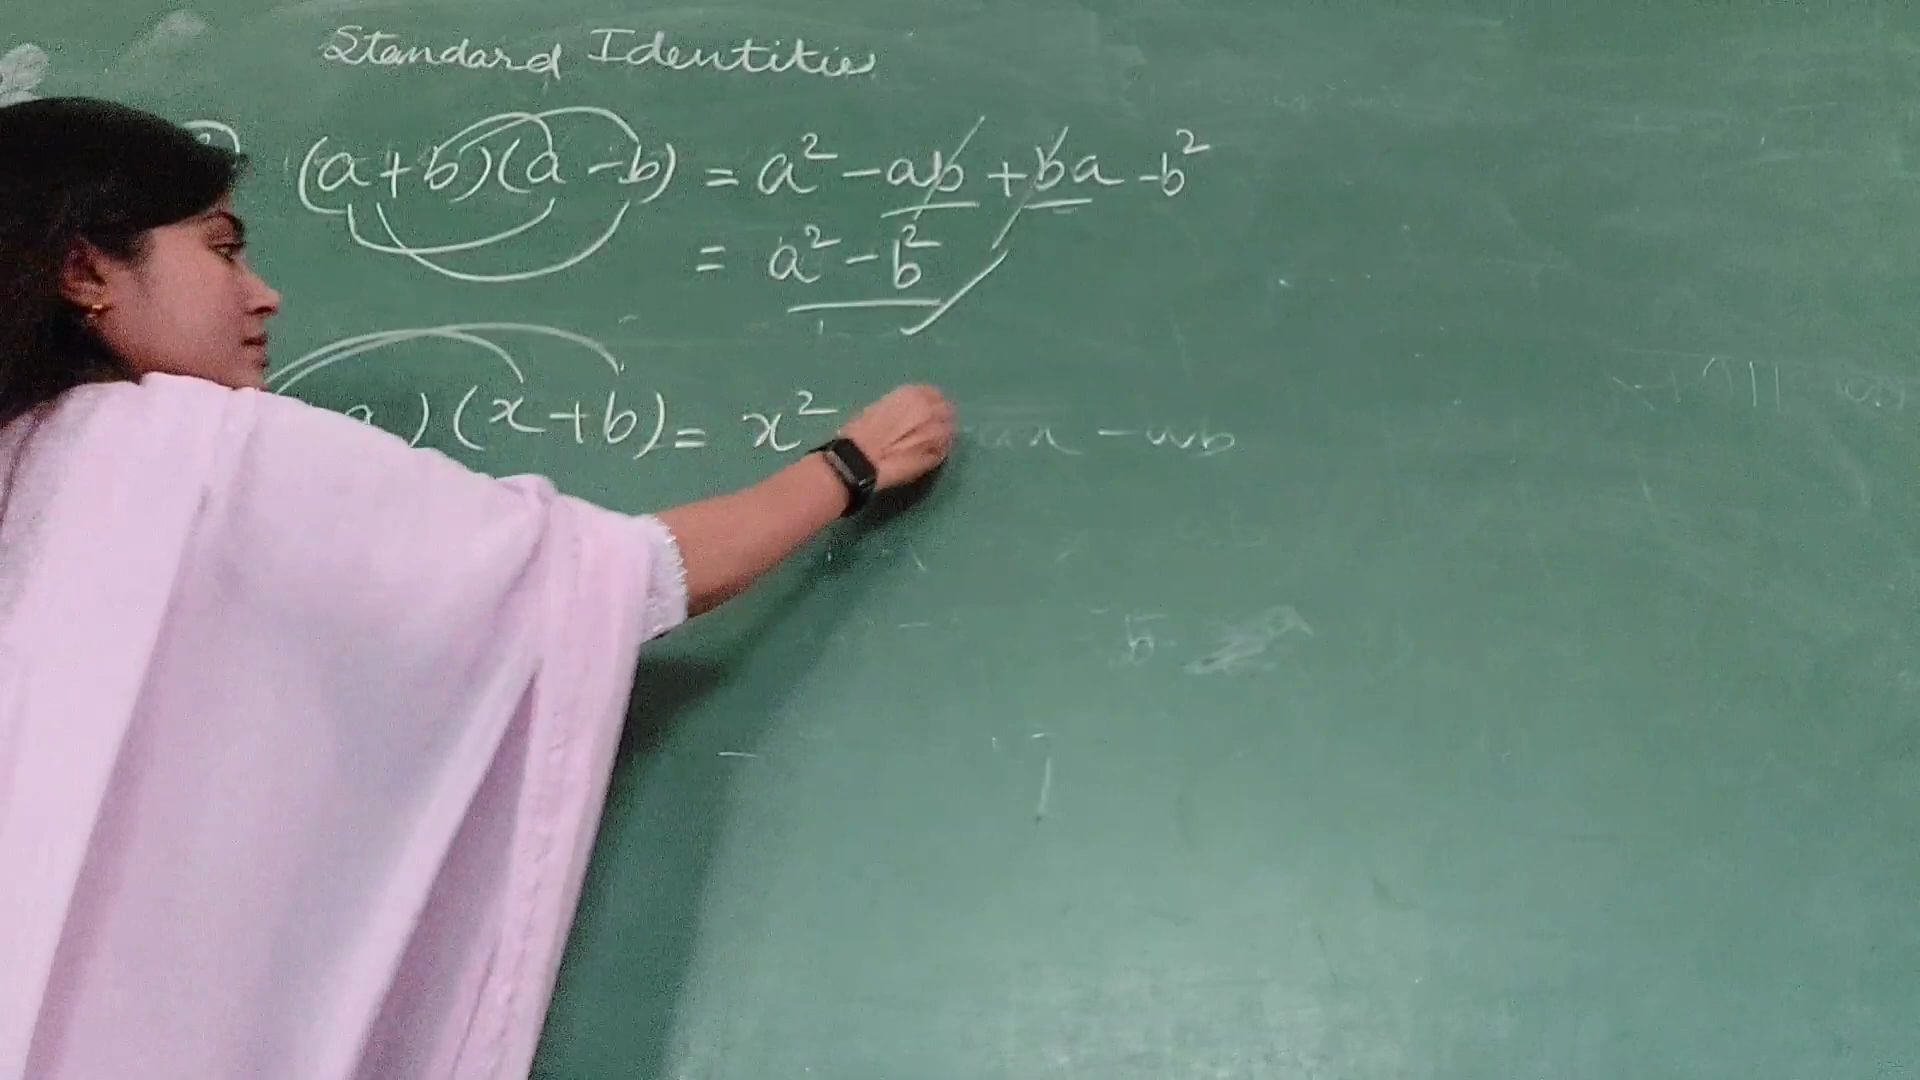 Standard Identities
(a+b)(a-b) = a² - ab + ba - b²
= a² - b²
a) (x+b) = x²